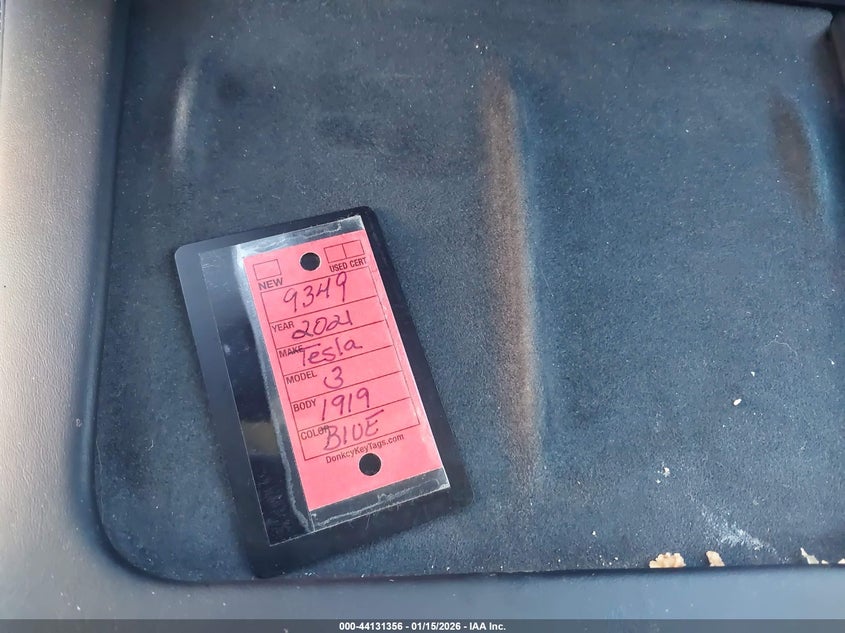 NEW USED CERT
9349
YEAR 2021
MAKE Tesla
MODEL 3
BODY 1919
COLOR BlUE
DonkeyKeyTags.com
000-44131356 - 01/15/2026 - IAA Inc.